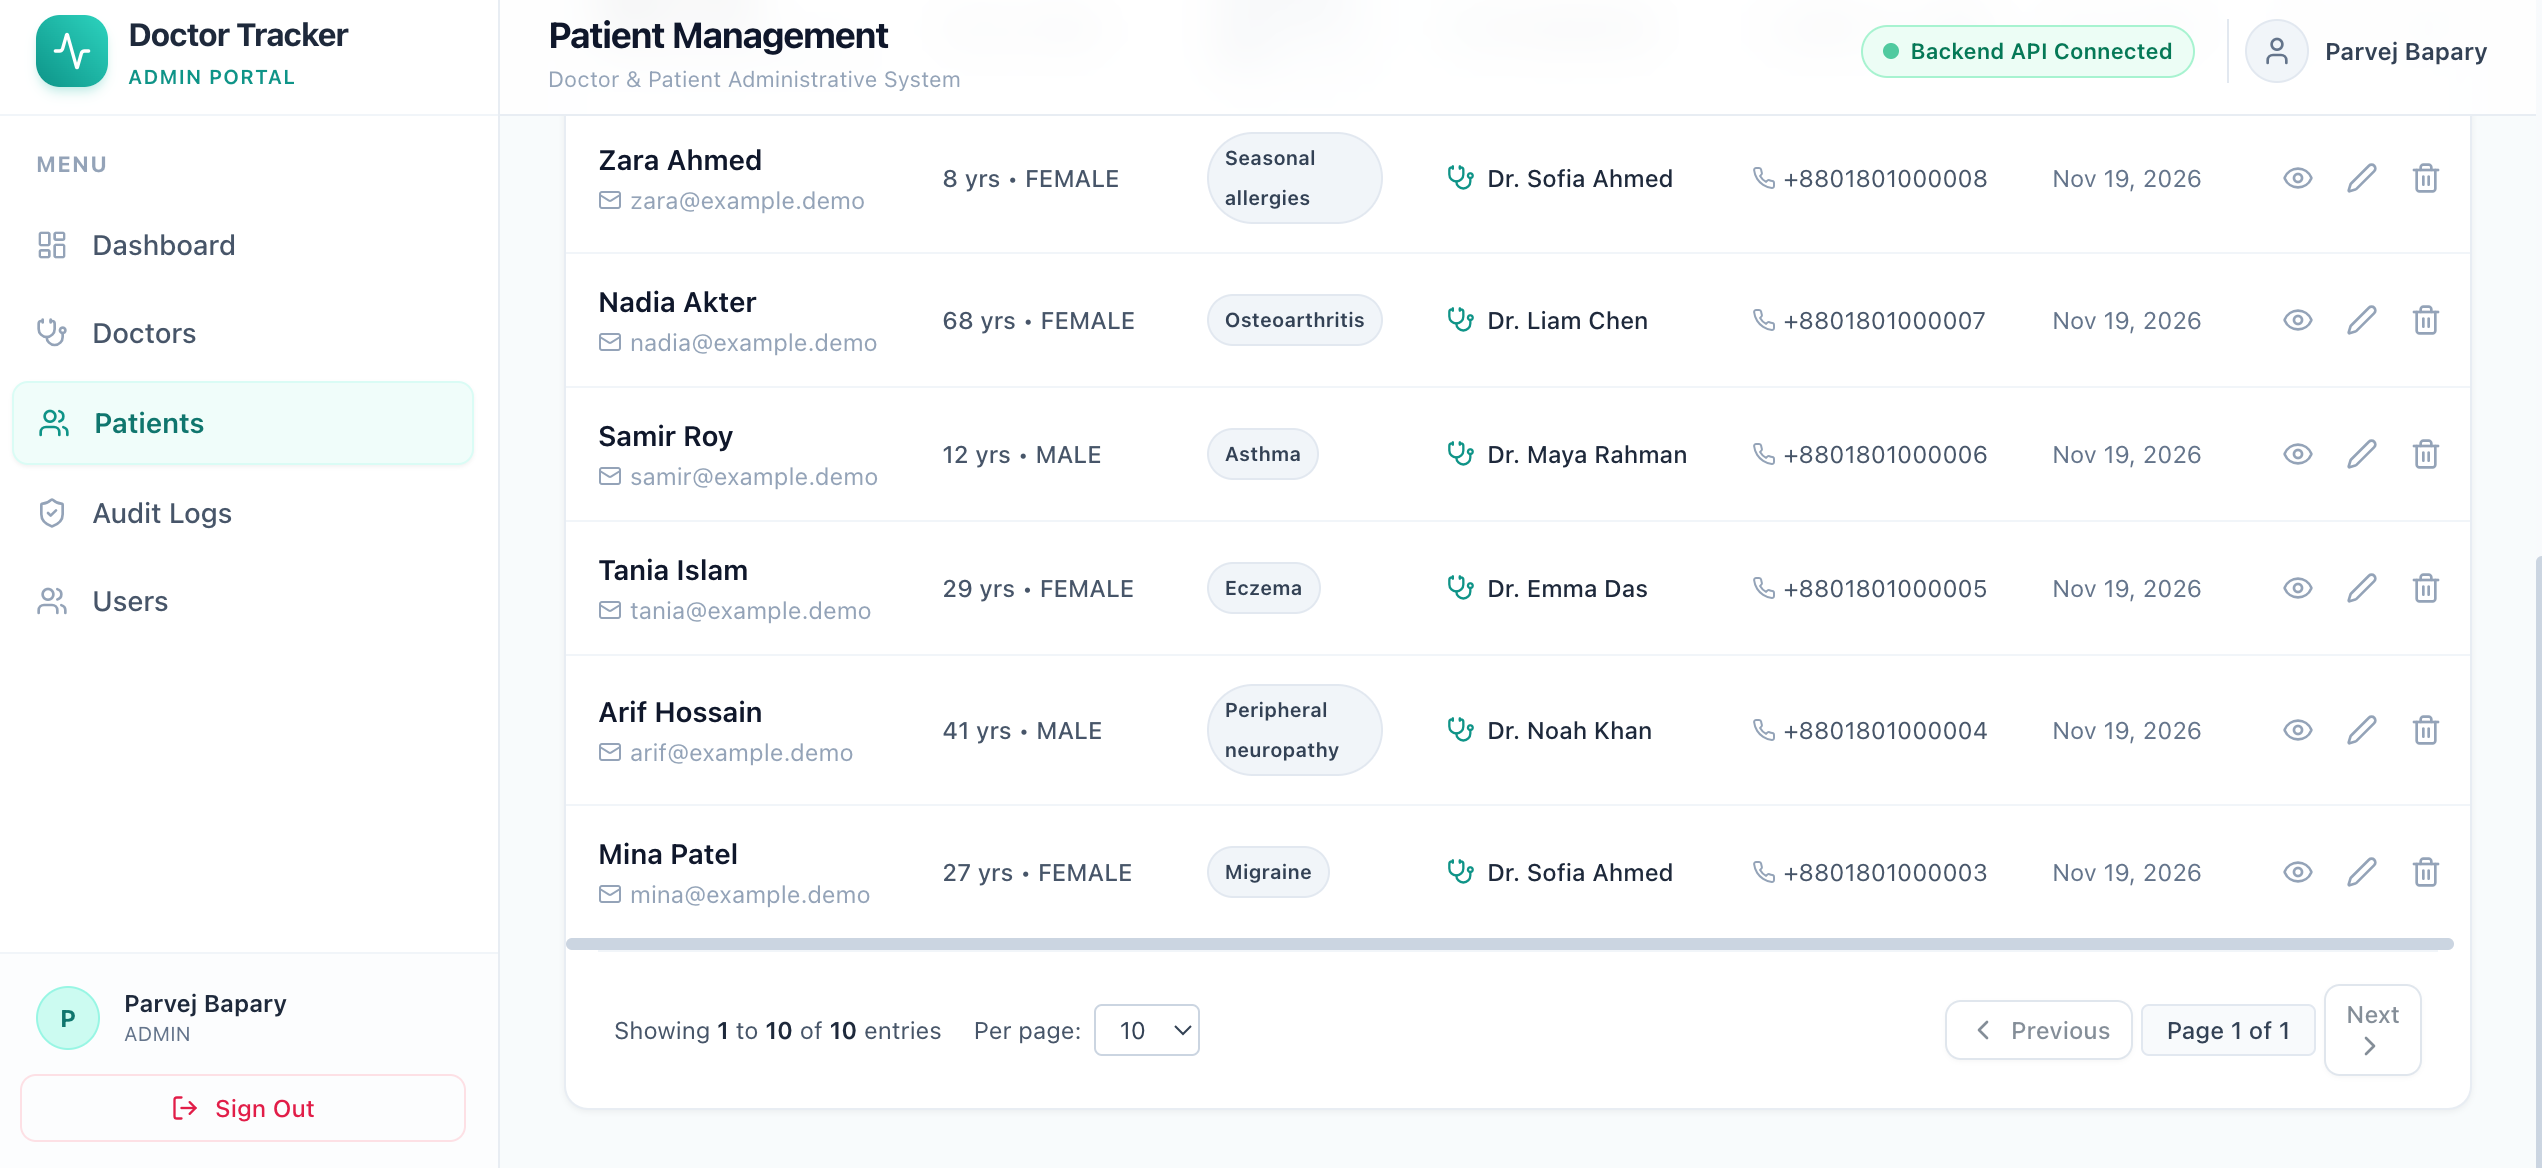 Doctor Tracker
ADMIN PORTAL
Patient Management
Doctor & Patient Administrative System
Backend API Connected
Parvej Bapary
MENU
Dashboard
Doctors
Patients
Audit Logs
Users
Zara Ahmed
zara@example.demo
8 yrs • FEMALE
Seasonal
allergies
Dr. Sofia Ahmed
+8801801000008
Nov 19, 2026
Nadia Akter
nadia@example.demo
68 yrs • FEMALE
Osteoarthritis
Dr. Liam Chen
+8801801000007
Nov 19, 2026
Samir Roy
samir@example.demo
12 yrs • MALE
Asthma
Dr. Maya Rahman
+8801801000006
Nov 19, 2026
Tania Islam
tania@example.demo
29 yrs • FEMALE
Eczema
Dr. Emma Das
+8801801000005
Nov 19, 2026
Arif Hossain
arif@example.demo
41 yrs • MALE
Peripheral
neuropathy
Dr. Noah Khan
+8801801000004
Nov 19, 2026
Mina Patel
mina@example.demo
27 yrs • FEMALE
Migraine
Dr. Sofia Ahmed
+8801801000003
Nov 19, 2026
Showing 1 to 10 of 10 entries
Per page: 10
Previous
Page 1 of 1
Next
P
Parvej Bapary
ADMIN
Sign Out